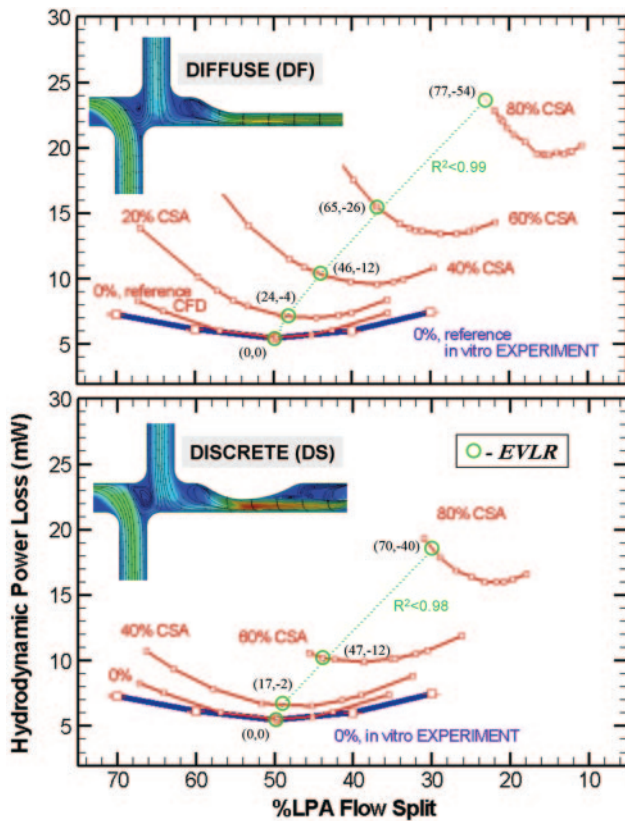 30
25
20
15
10
5
DIFFUSE (DF)
(77,-54)
80% CSA
R²<0.99
(65,-26)
20% CSA
60% CSA
(46,-12)
40% CSA
0%, reference
CFD
(24,-4)
(0,0)
0%, reference
in vitro EXPERIMENT
Hydrodynamic Power Loss (mW)
30
25
20
15
10
5
DISCRETE (DS)
- EVLR
80% CSA
(70,-40)
R²<0.98
40% CSA
60% CSA
(47,-12)
0%
(17,-2)
(0,0)
0%, in vitro EXPERIMENT
70 60 50 40 30 20 10
%LPA Flow Split